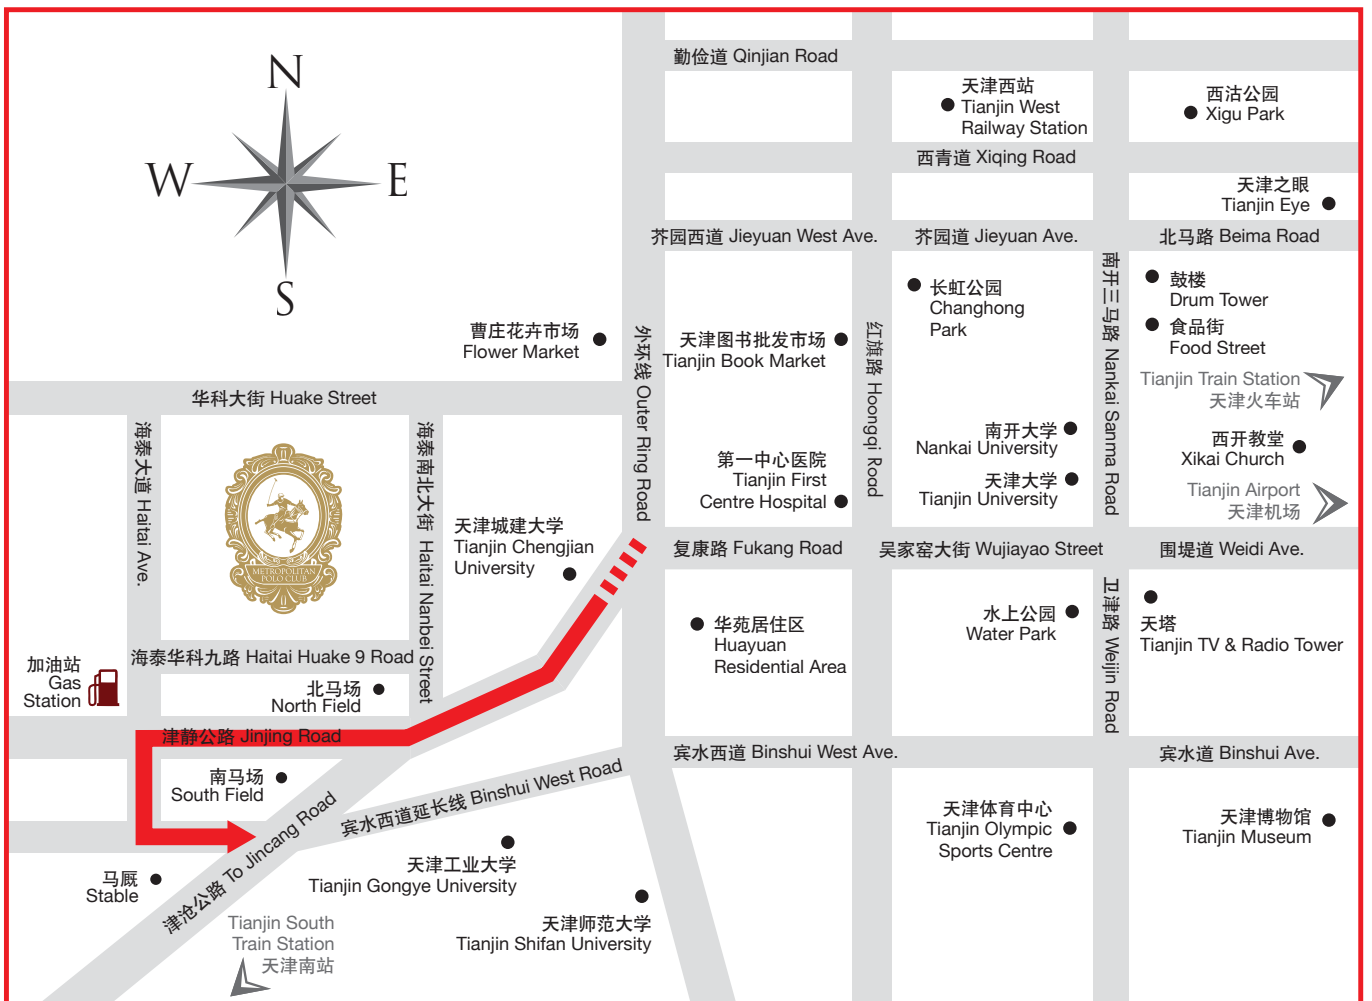 N
W
E
S
勤俭道 Qinjian Road
天津西站
Tianjin West
Railway Station
西沽公园
Xigu Park
西青道 Xiqing Road
天津之眼
Tianjin Eye
芥园西道 Jieyuan West Ave.
芥园道 Jieyuan Ave.
北马路 Beima Road
鼓楼
Drum Tower
食品街
Food Street
长虹公园
Changhong
Park
曹庄花卉市场
Flower Market
天津图书批发市场
Tianjin Book Market
外环线 Outer Ring Road
红旗路 Hoongqi Road
南开三马路 Nankai Sanma Road
Tianjin Train Station
天津火车站
华科大街 Huake Street
海泰大道 Haitai Ave.
海泰南北大街 Haitai Nanbei Street
METROPOLITAN
POLO CLUB
南开大学
Nankai University
西开教堂
Xikai Church
第一中心医院
Tianjin First
Centre Hospital
天津大学
Tianjin University
Tianjin Airport
天津机场
天津城建大学
Tianjin Chengjian
University
复康路 Fukang Road
吴家窑大街 Wujiayao Street
围堤道 Weidi Ave.
华苑居住区
Huayuan
Residential Area
水上公园
Water Park
卫津路 Weijin Road
天塔
Tianjin TV & Radio Tower
海泰华科九路 Haitai Huake 9 Road
加油站
Gas
Station
北马场
North Field
津静公路 Jinjing Road
宾水西道 Binshui West Ave.
宾水道 Binshui Ave.
南马场
South Field
宾水西道延长线 Binshui West Road
津沧公路 To Jincang Road
天津体育中心
Tianjin Olympic
Sports Centre
天津博物馆
Tianjin Museum
马厩
Stable
天津工业大学
Tianjin Gongye University
天津师范大学
Tianjin Shifan University
Tianjin South
Train Station
天津南站